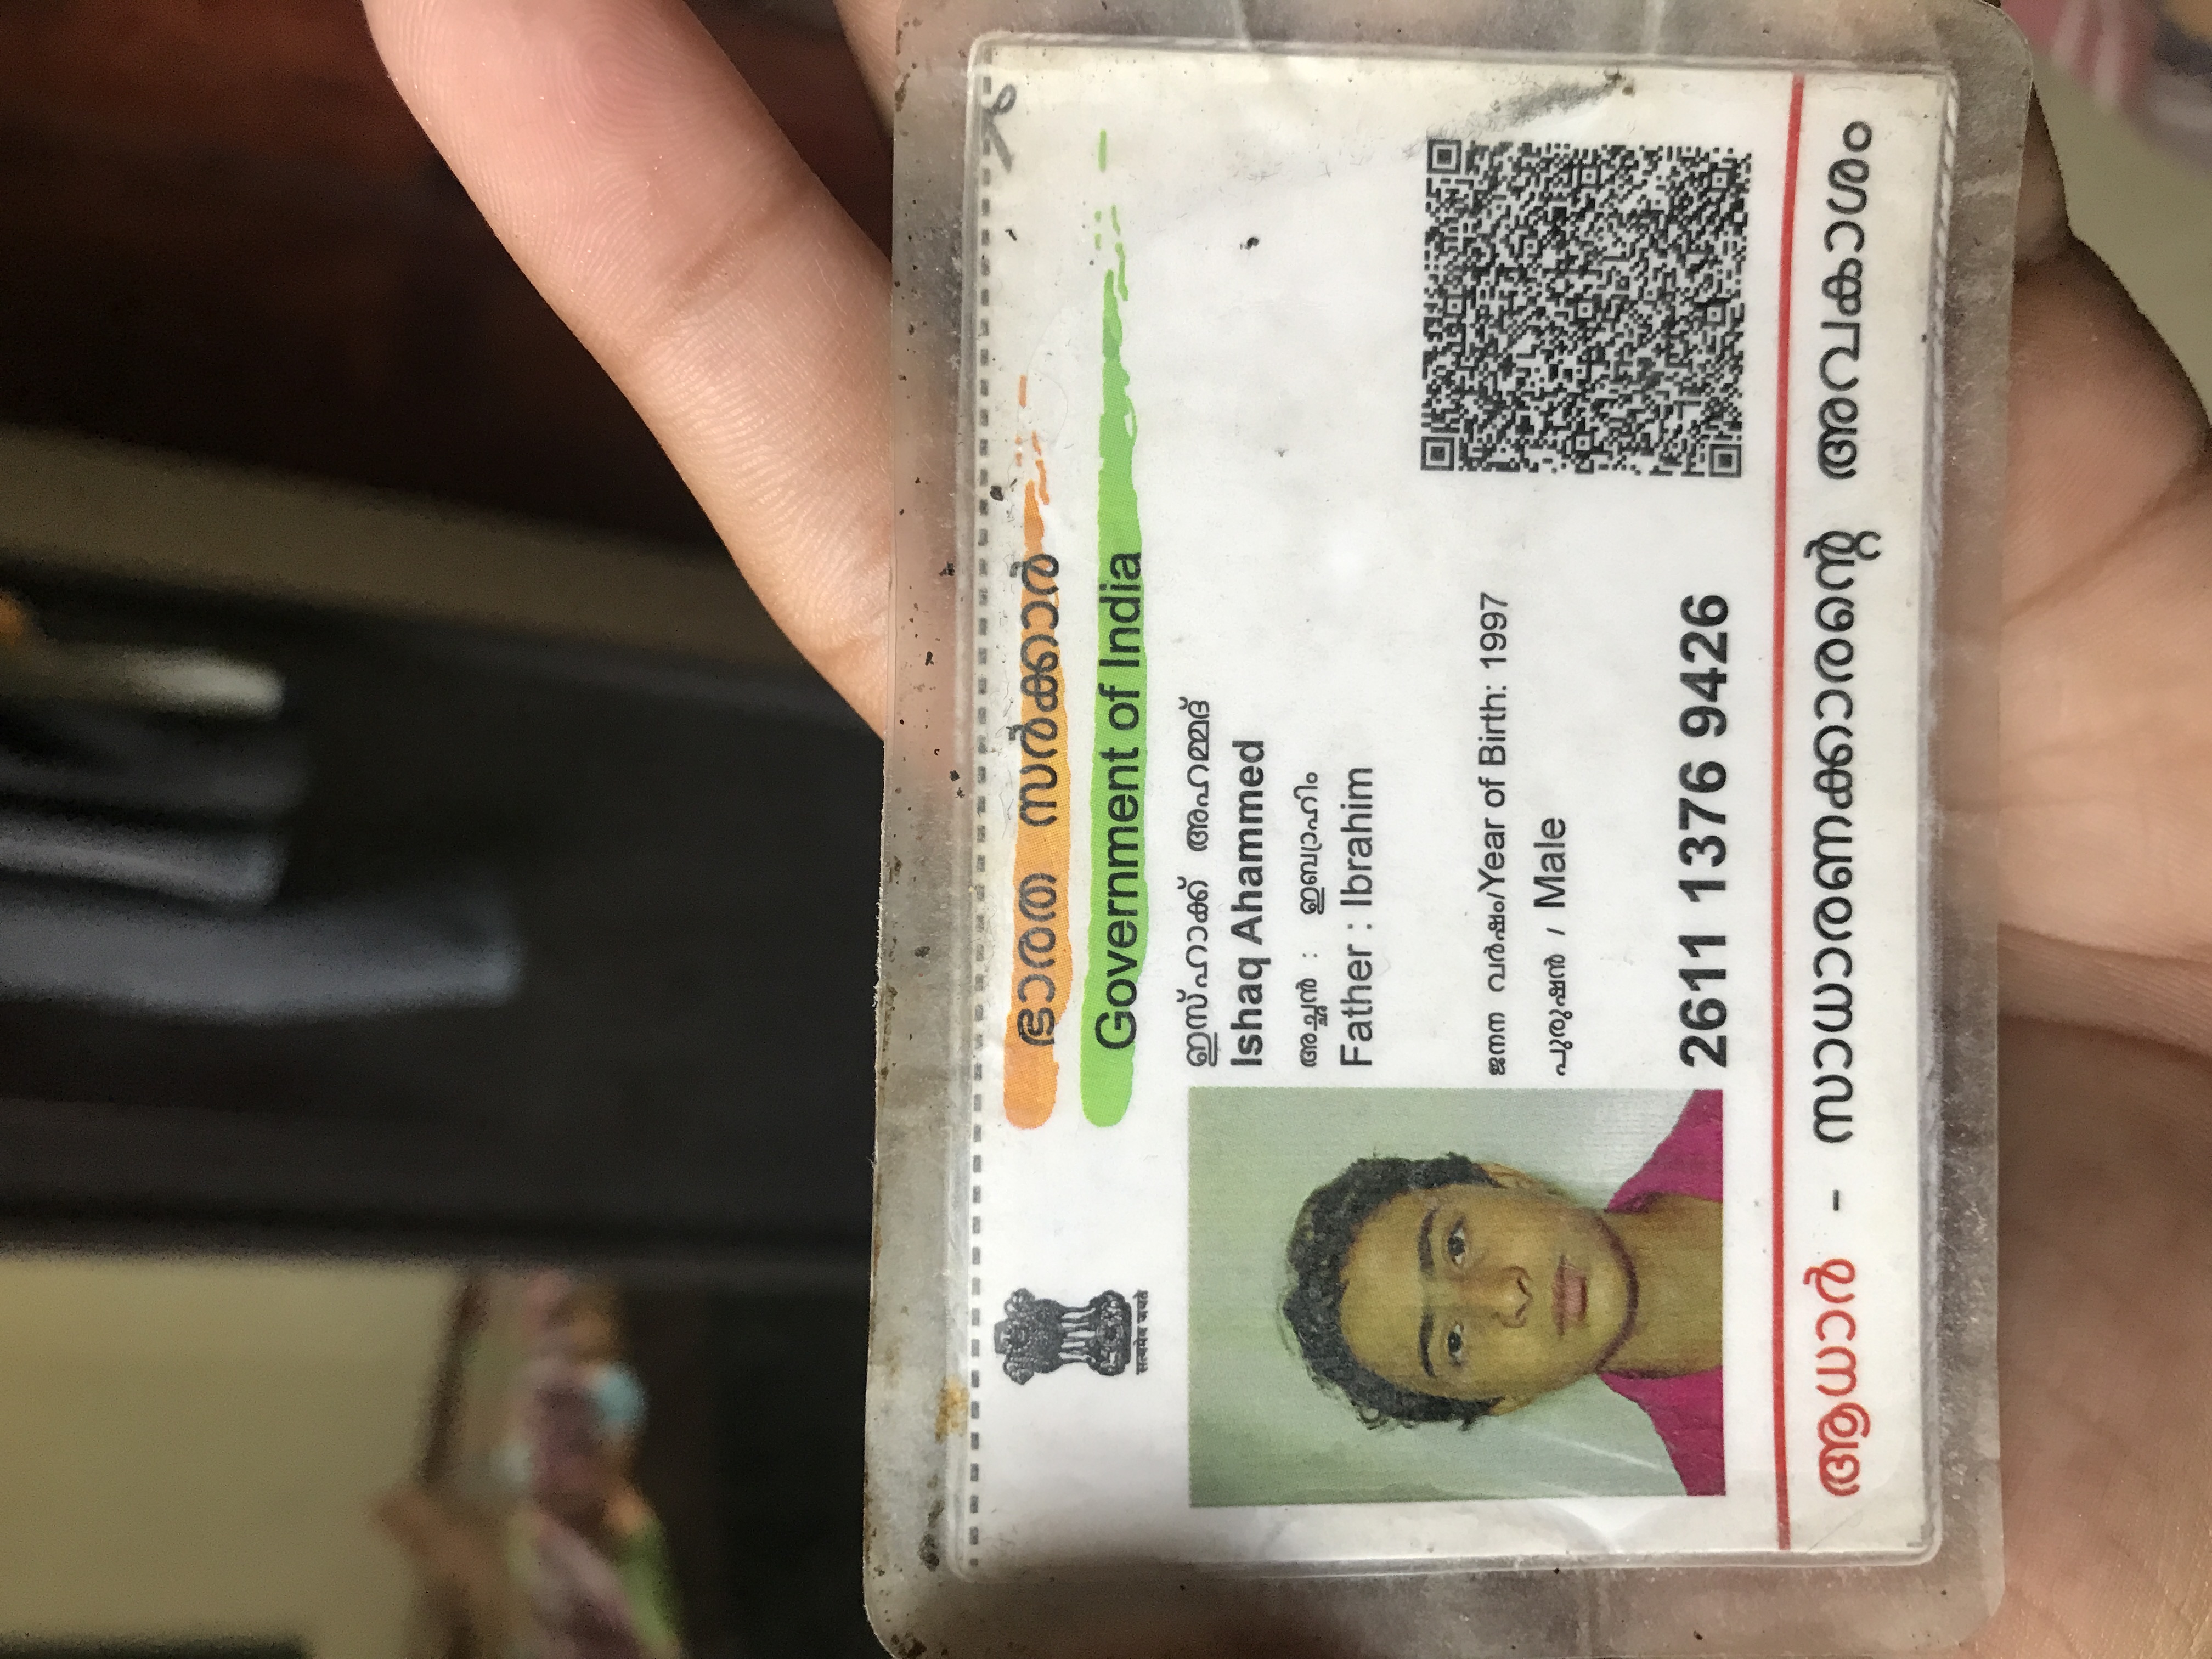 ഭാരത സർക്കാർ
Government of India
सत्यमेव जयते
ഇസ്ഹാക്ക് അഹമ്മദ്
Ishaq Ahammed
അച്ഛൻ : ഇബ്രാഹിം
Father : Ibrahim
ജനന വർഷം/Year of Birth: 1997
പുരുഷൻ / Male
2611 1376 9426
ആധാർ - സാധാരണക്കാരന്റെ അവകാശം